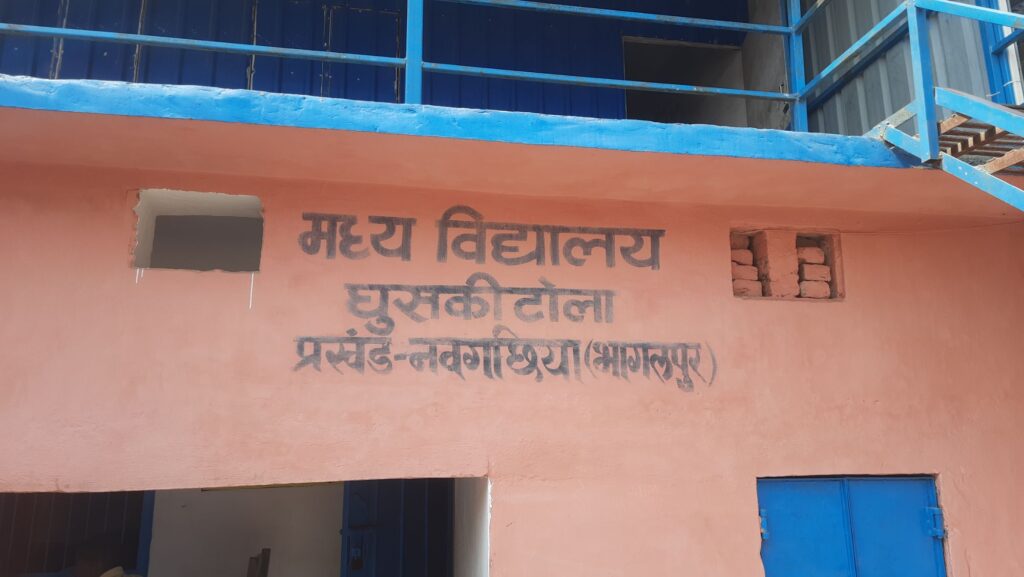 मध्य विद्यालय
घुसकी टोला
प्रखंड-नवगछिया (भागलपुर)